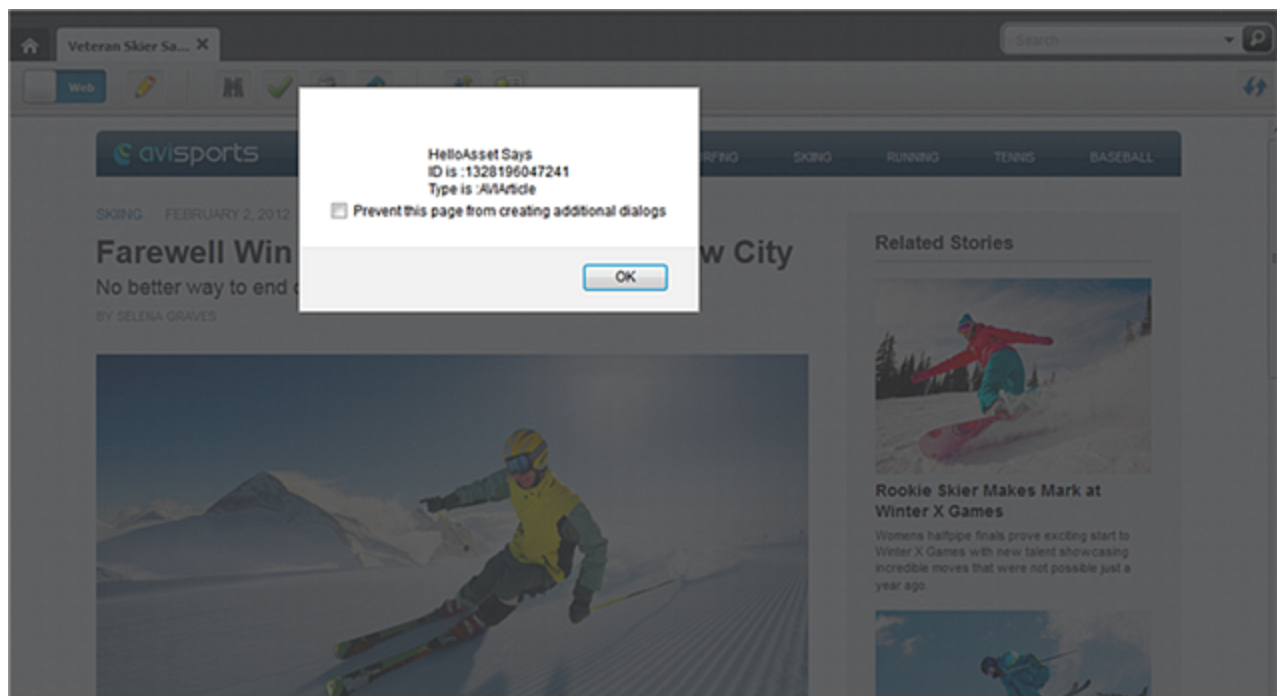 Veteran Skier Sa...
Search
Web
avisports
RFING SKIING RUNNING TENNIS BASEBALL
HelloAsset Says
ID is :1328196047241
Type is :AVIArticle
Prevent this page from creating additional dialogs
OK
SKIING FEBRUARY 2, 2012
Farewell Win w City
No better way to end
BY SELENA GRAVES
Related Stories
Rookie Skier Makes Mark at
Winter X Games
Womens halfpipe finals prove exciting start to
Winter X Games with new talent showcasing
incredible moves that were not possible just a
year ago.